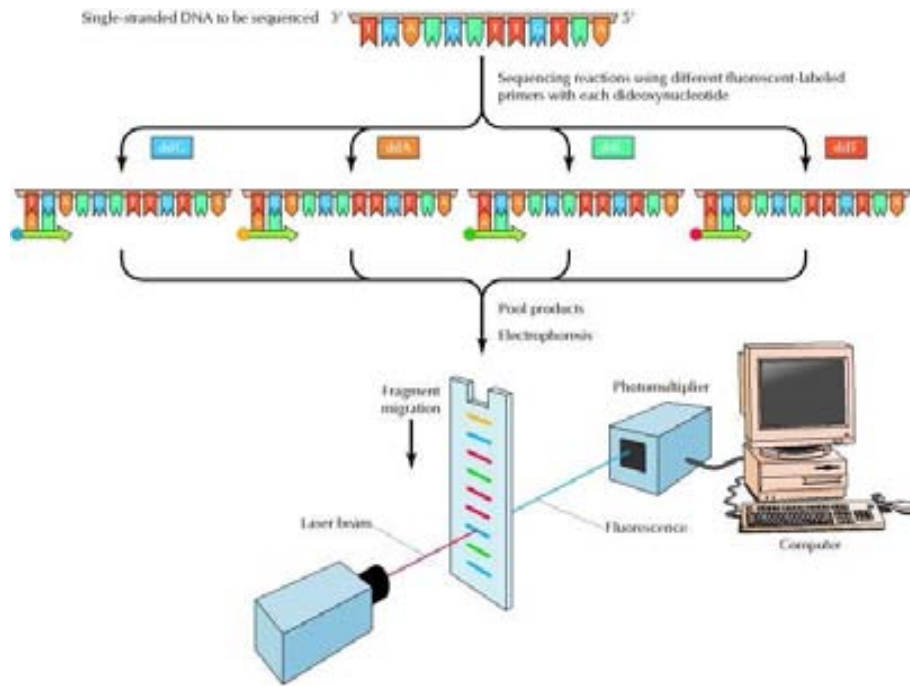 Single-stranded DNA to be sequenced 3' 5'
Sequencing reactions using different fluorescent-labeled
primers with each dideoxynucleotide
ddG ddA ddC ddT
Pool products
Electrophoresis
Fragment
migration
Photomultiplier
Laser beam
Fluorescence
Computer